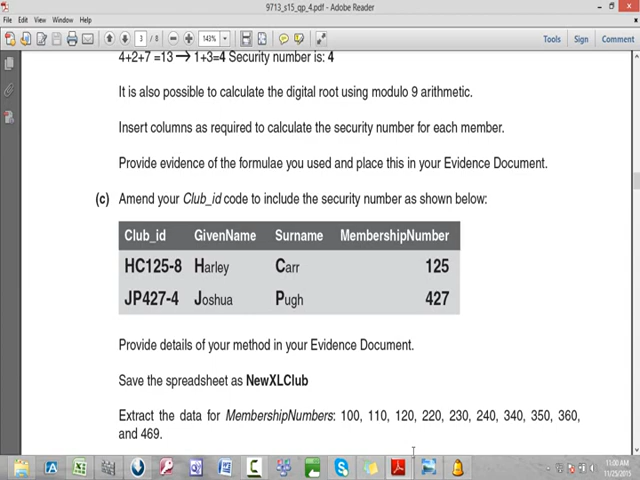 9713_s15_qp_4.pdf - Adobe Reader
File Edit View Window Help
3 / 8 143%
Tools Sign Comment
4+2+7 =13 → 1+3=4 Security number is: 4
It is also possible to calculate the digital root using modulo 9 arithmetic.
Insert columns as required to calculate the security number for each member.
Provide evidence of the formulae you used and place this in your Evidence Document.
(c) Amend your Club_id code to include the security number as shown below:
Club_id GivenName Surname MembershipNumber
HC125-8 Harley Carr 125
JP427-4 Joshua Pugh 427
Provide details of your method in your Evidence Document.
Save the spreadsheet as NewXLClub
Extract the data for MembershipNumbers: 100, 110, 120, 220, 230, 240, 340, 350, 360,
and 469.
11:00 AM
11/25/2015